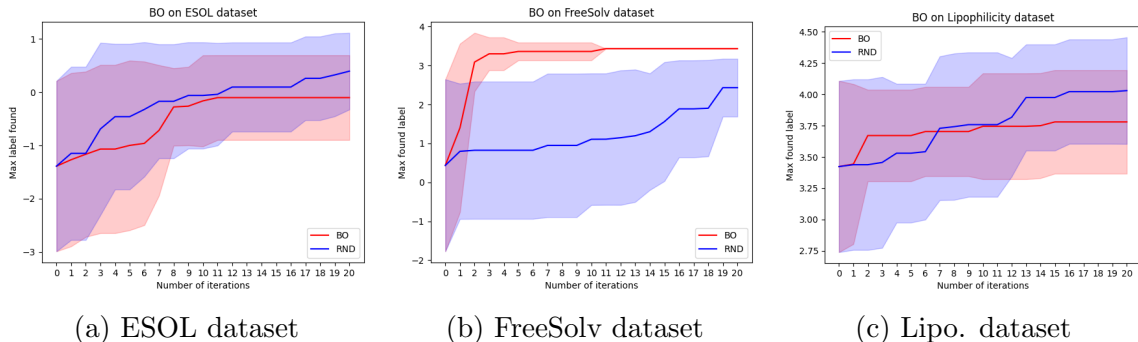 BO on ESOL dataset
Max label found
1
0
−1
−2
−3
BO
RND
0 1 2 3 4 5 6 7 8 9 10 11 12 13 14 15 16 17 18 19 20
Number of iterations
(a) ESOL dataset
BO on FreeSolv dataset
Max found label
4
3
2
1
0
−1
−2
BO
RND
0 1 2 3 4 5 6 7 8 9 10 11 12 13 14 15 16 17 18 19 20
Number of iterations
(b) FreeSolv dataset
BO on Lipophilicity dataset
Max found label
4.50
4.25
4.00
3.75
3.50
3.25
3.00
2.75
BO
RND
0 1 2 3 4 5 6 7 8 9 10 11 12 13 14 15 16 17 18 19 20
Number of iterations
(c) Lipo. dataset